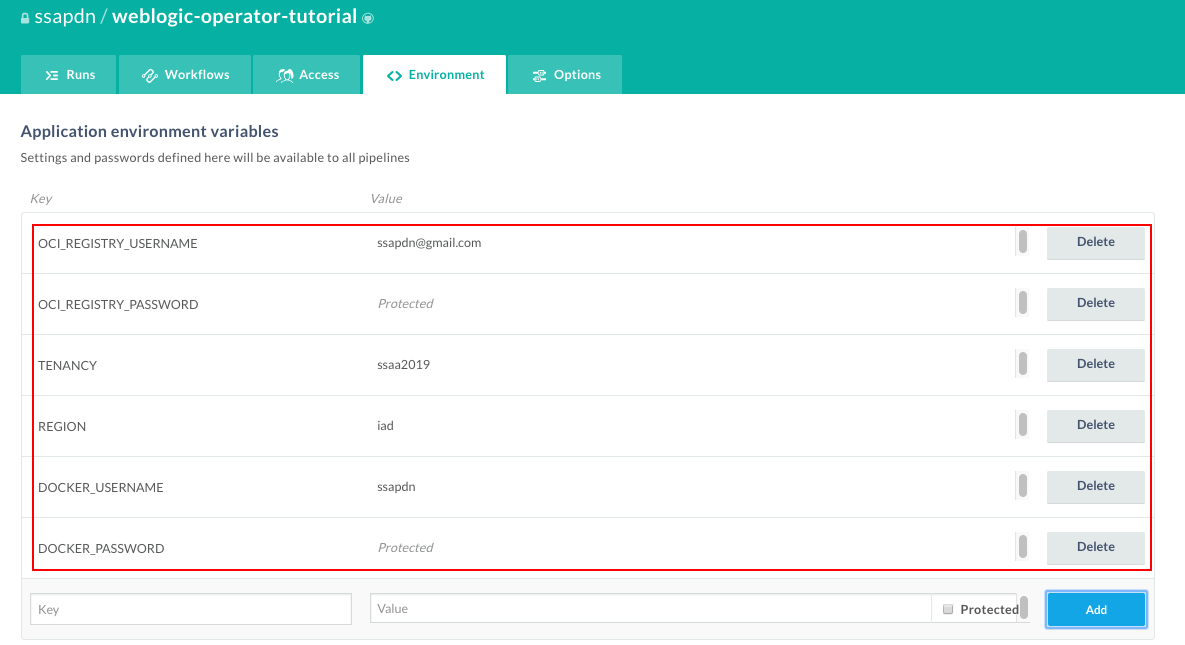 ssapdn / weblogic-operator-tutorial
Runs Workflows Access Environment Options
Application environment variables
Settings and passwords defined here will be available to all pipelines
Key Value
OCI_REGISTRY_USERNAME ssapdn@gmail.com Delete
OCI_REGISTRY_PASSWORD Protected Delete
TENANCY ssaa2019 Delete
REGION iad Delete
DOCKER_USERNAME ssapdn Delete
DOCKER_PASSWORD Protected Delete
Key Value Protected Add